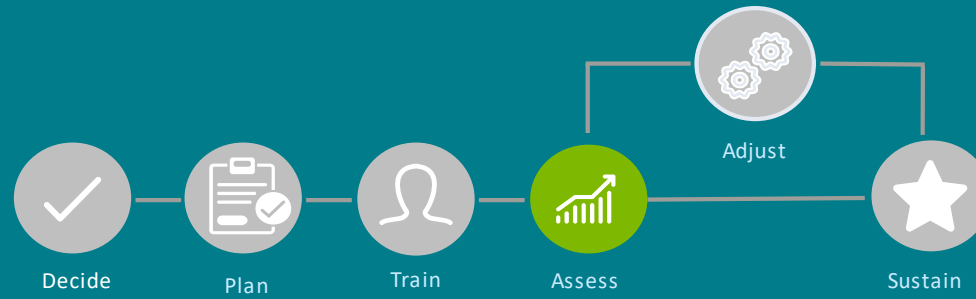 Adjust
Decide
Plan
Train
Assess
Sustain